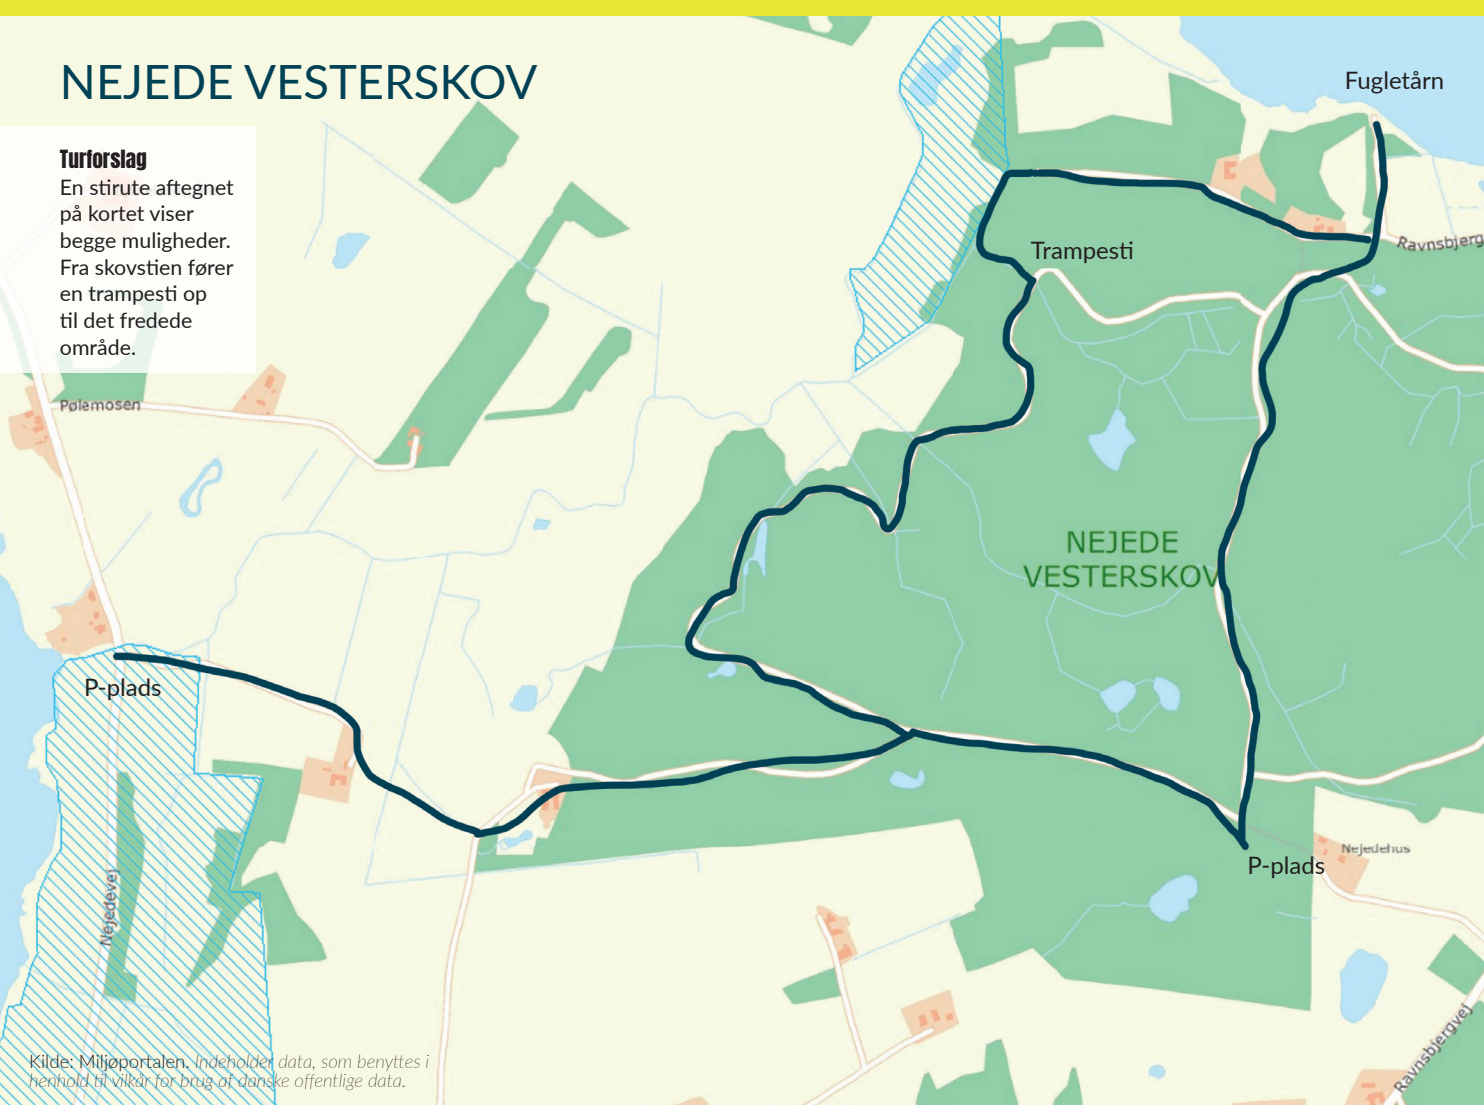 NEJEDE VESTERSKOV
Turforslag
En stirute aftegnet
på kortet viser
begge muligheder.
Fra skovstien fører
en trampesti op
til det fredede
område.
Fugletårn
Ravnsbjerg
Trampesti
Pølemosen
NEJEDE
VESTERSKOV
P-plads
P-plads
Nejedehus
Nejedevej
Ravnsbjergvej
Kilde: Miljøportalen. Indeholder data, som benyttes i
henhold til vilkår for brug af danske offentlige data.